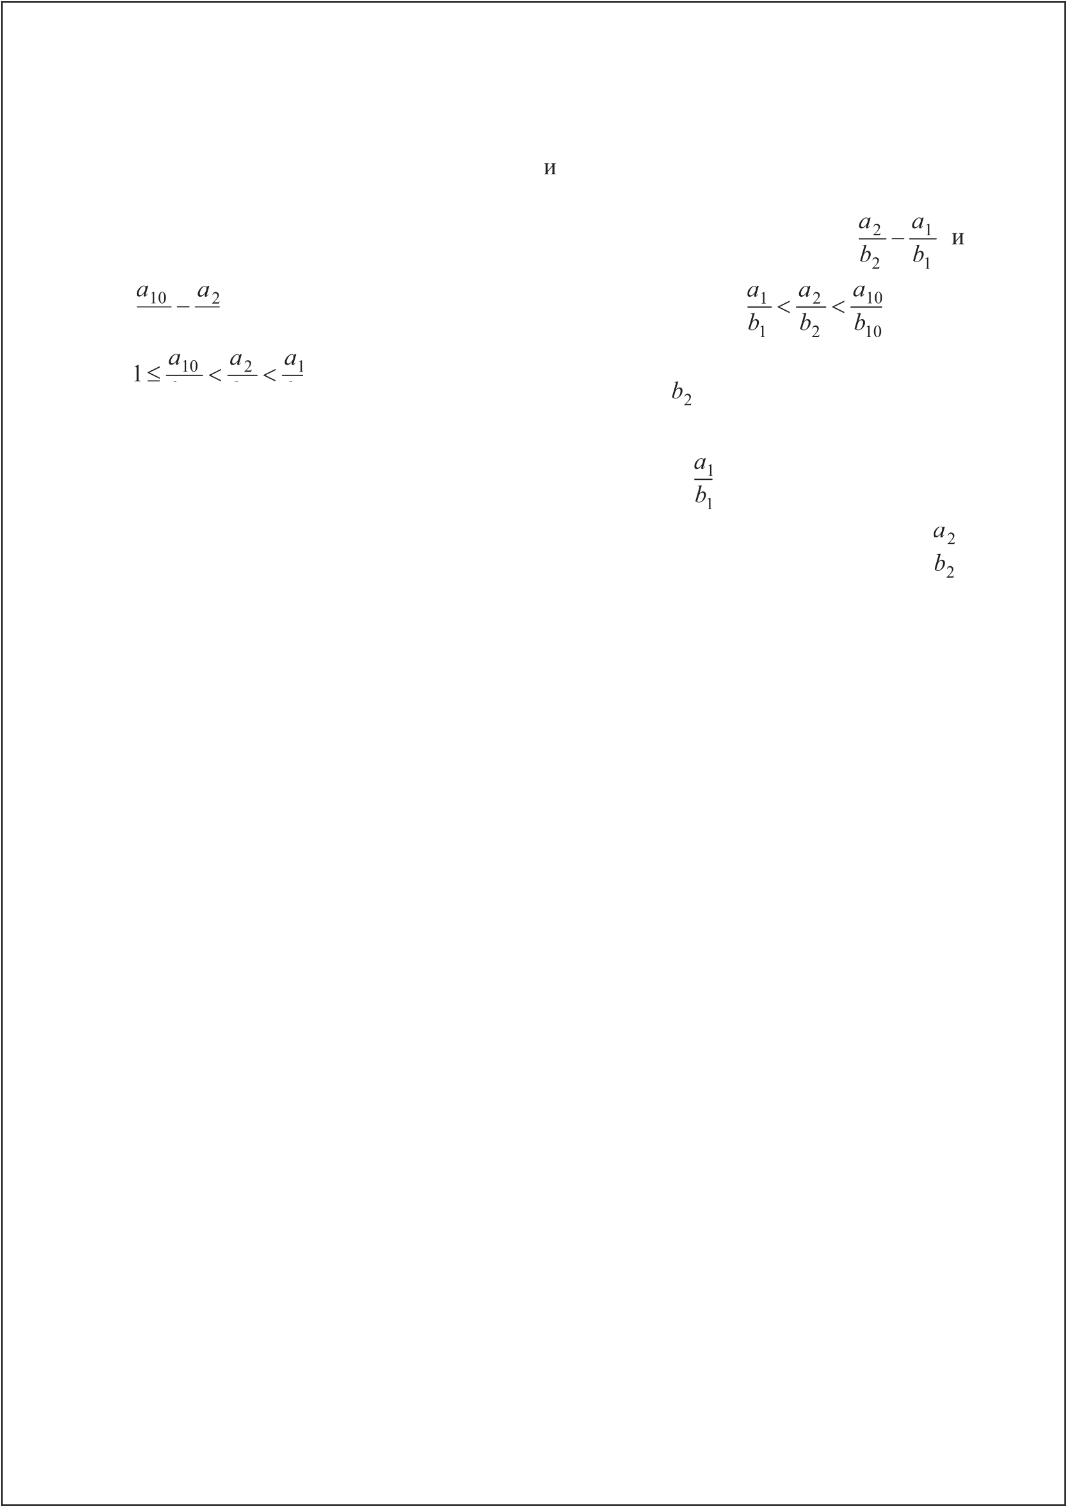 и
a₂/b₂ − a₁/b₁ и
a₁₀ − a₂ a₁/b₁ < a₂/b₂ < a₁₀/b₁₀
1 ≤ a₁₀ < a₂ < a₁
b₂
a₁/b₁
a₂
b₂